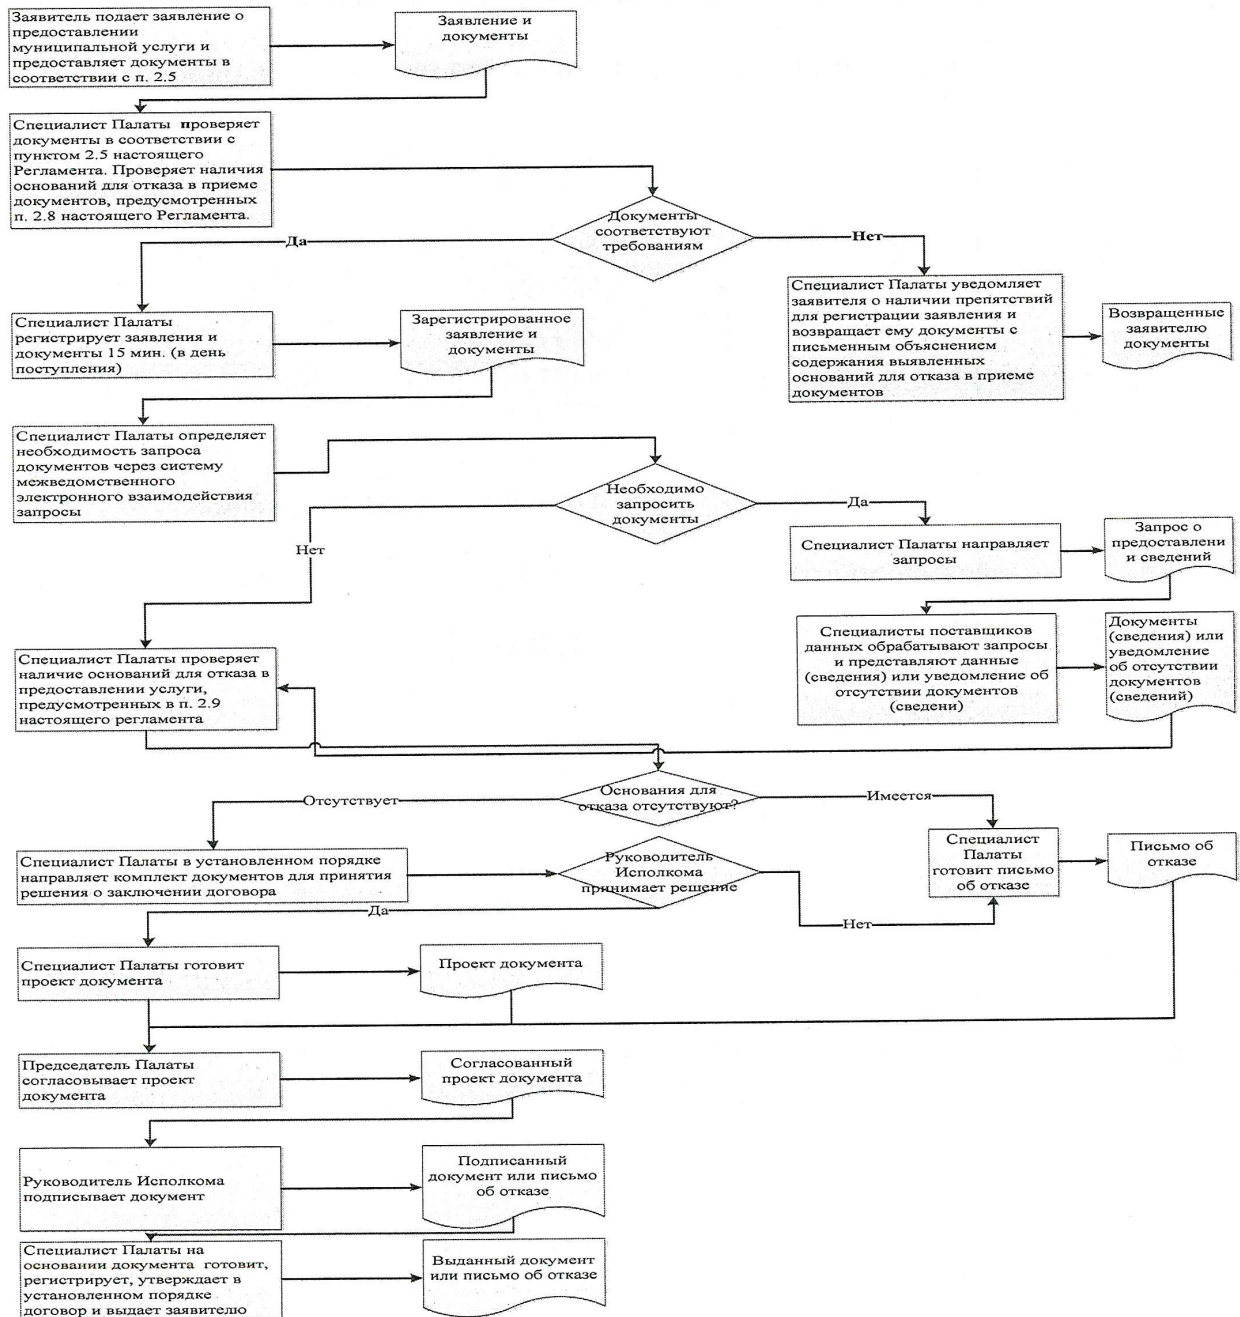 Заявитель подает заявление о
предоставлении
муниципальной услуги и
предоставляет документы в
соответствии с п. 2.5
Заявление и
документы
Специалист Палаты проверяет
документы в соответствии с
пунктом 2.5 настоящего
Регламента. Проверяет наличия
оснований для отказа в приеме
документов, предусмотренных
п. 2.8 настоящего Регламента.
Документы
соответствуют
требованиям
Да
Нет
Специалист Палаты уведомляет
заявителя о наличии препятствий
для регистрации заявления и
возвращает ему документы с
письменным объяснением
содержания выявленных
оснований для отказа в приеме
документов
Возвращенные
заявителю
документы
Специалист Палаты
регистрирует заявления и
документы 15 мин. (в день
поступления)
Зарегистрированное
заявление и
документы
Специалист Палаты определяет
необходимость запроса
документов через систему
межведомственного
электронного взаимодействия
запросы
Необходимо
запросить
документы
Да
Нет
Специалист Палаты направляет
запросы
Запрос о
предоставлени
и сведений
Специалисты поставщиков
данных обрабатывают запросы
и представляют данные
(сведения) или уведомление об
отсутствии документов
(сведени)
Документы
(сведения) или
уведомление
об отсутствии
документов
(сведений)
Специалист Палаты проверяет
наличие оснований для отказа в
предоставлении услуги,
предусмотренных в п. 2.9
настоящего регламента
Основания для
отказа отсутствуют?
Отсутствует
Имеется
Специалист Палаты в установленном порядке
направляет комплект документов для принятия
решения о заключении договора
Руководитель
Исполкома
принимает решение
Специалист
Палаты
готовит письмо
об отказе
Письмо об
отказе
Да
Нет
Специалист Палаты готовит
проект документа
Проект документа
Председатель Палаты
согласовывает проект
документа
Согласованный
проект документа
Руководитель Исполкома
подписывает документ
Подписанный
документ или письмо
об отказе
Специалист Палаты на
основании документа готовит,
регистрирует, утверждает в
установленном порядке
договор и выдает заявителю
Выданный документ
или письмо об отказе